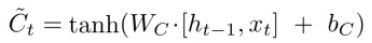 C̃_t = tanh(W_C·[h_{t−1}, x_t] + b_C)